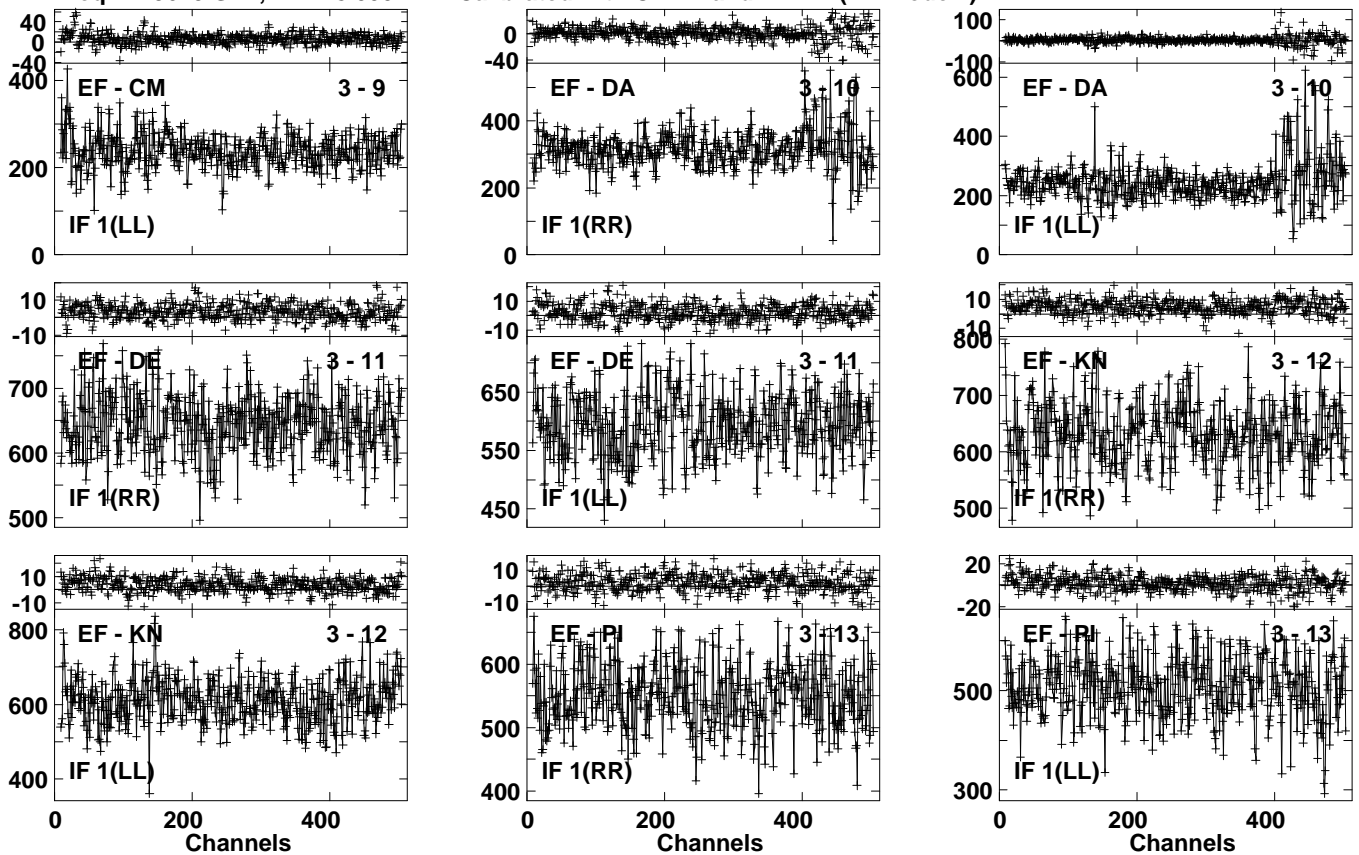 40
0
-40
EF - CM 3 - 9
400
200
0
IF 1(LL)
0
-40
EF - DA 3 - 10
400
200
0
IF 1(RR)
100
-100
EF - DA 3 - 10
600
400
200
0
IF 1(LL)
10
-10
EF - DE 3 - 11
700
600
500
IF 1(RR)
10
-10
EF - DE 3 - 11
650
550
450
IF 1(LL)
10
-10
EF - KN 3 - 12
800
700
600
500
IF 1(RR)
10
-10
EF - KN 3 - 12
800
600
400
IF 1(LL)
0 200 400
Channels
10
-10
EF - PI 3 - 13
600
500
400
IF 1(RR)
0 200 400
Channels
20
-20
EF - PI 3 - 13
500
300
IF 1(LL)
0 200 400
Channels